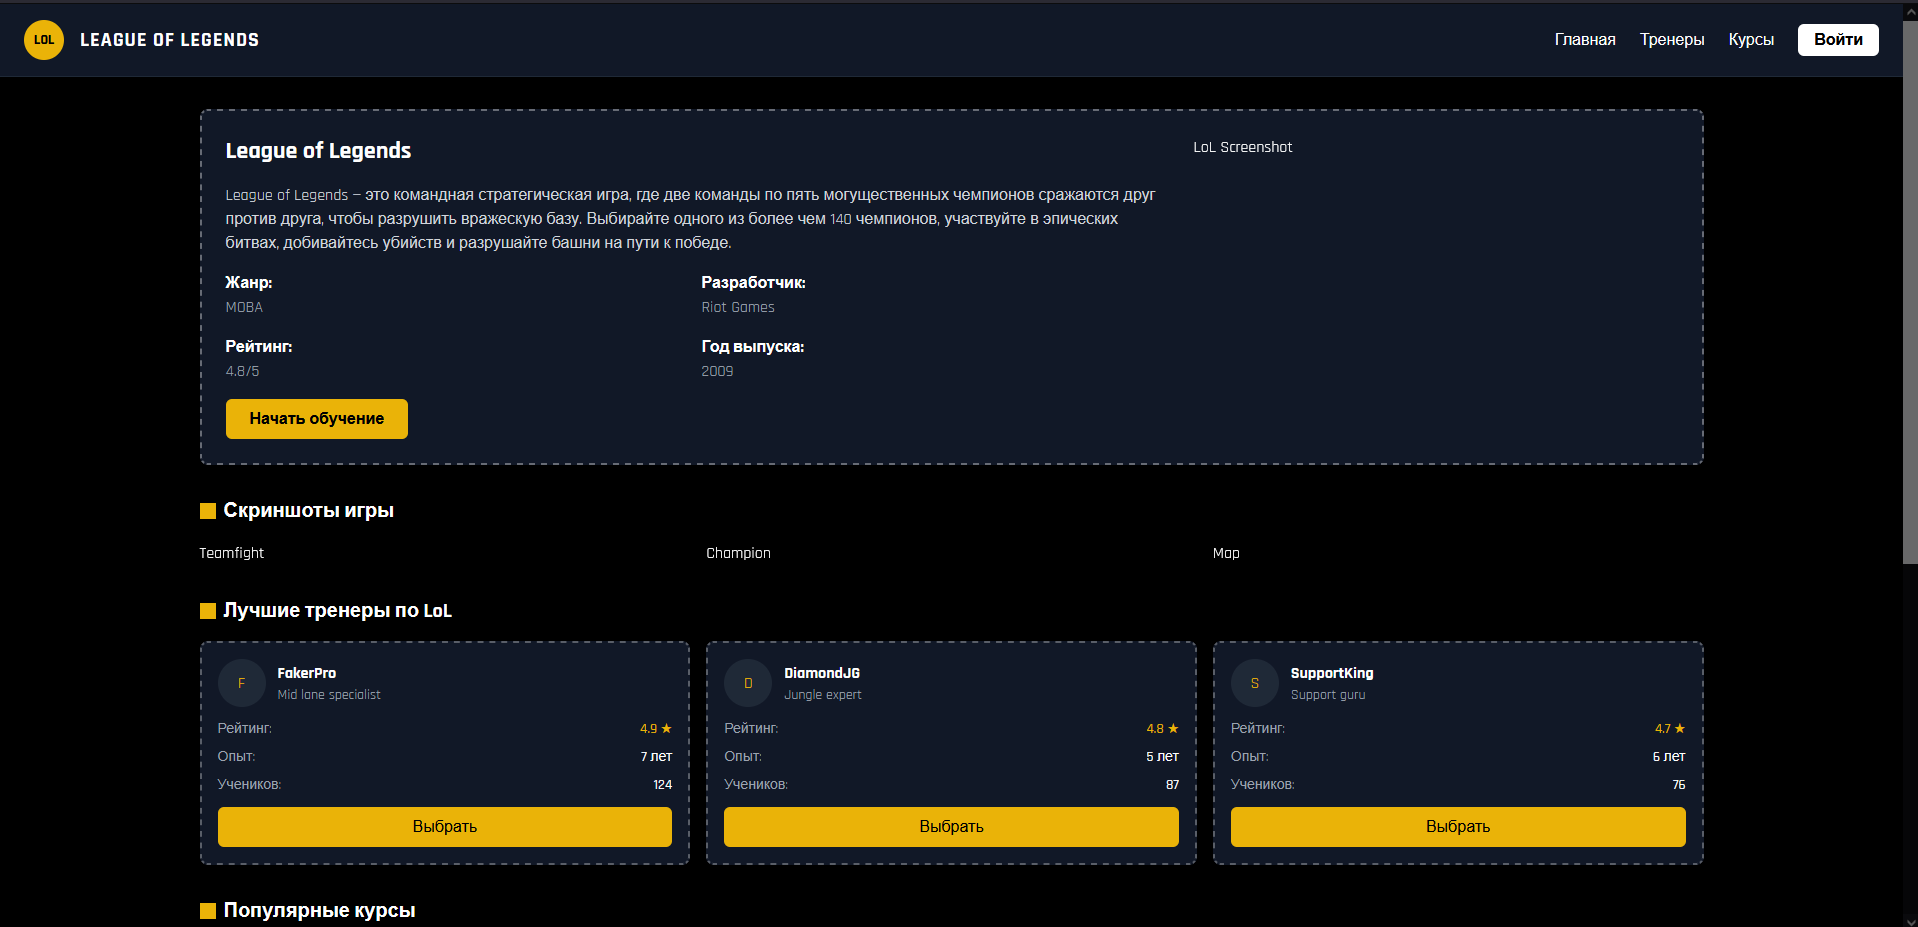 LOL
LEAGUE OF LEGENDS
Главная
Тренеры
Курсы
Войти
League of Legends
LoL Screenshot
League of Legends – это командная стратегическая игра, где две команды по пять могущественных чемпионов сражаются друг
против друга, чтобы разрушить вражескую базу. Выбирайте одного из более чем 140 чемпионов, участвуйте в эпических
битвах, добивайтесь убийств и разрушайте башни на пути к победе.
Жанр:
MOBA
Разработчик:
Riot Games
Рейтинг:
4.8/5
Год выпуска:
2009
Начать обучение
Скриншоты игры
Teamfight
Champion
Map
Лучшие тренеры по LoL
F
FakerPro
Mid lane specialist
Рейтинг:
4.9 ★
Опыт:
7 лет
Учеников:
124
Выбрать
D
DiamondJG
Jungle expert
Рейтинг:
4.8 ★
Опыт:
5 лет
Учеников:
87
Выбрать
S
SupportKing
Support guru
Рейтинг:
4.7 ★
Опыт:
6 лет
Учеников:
76
Выбрать
Популярные курсы